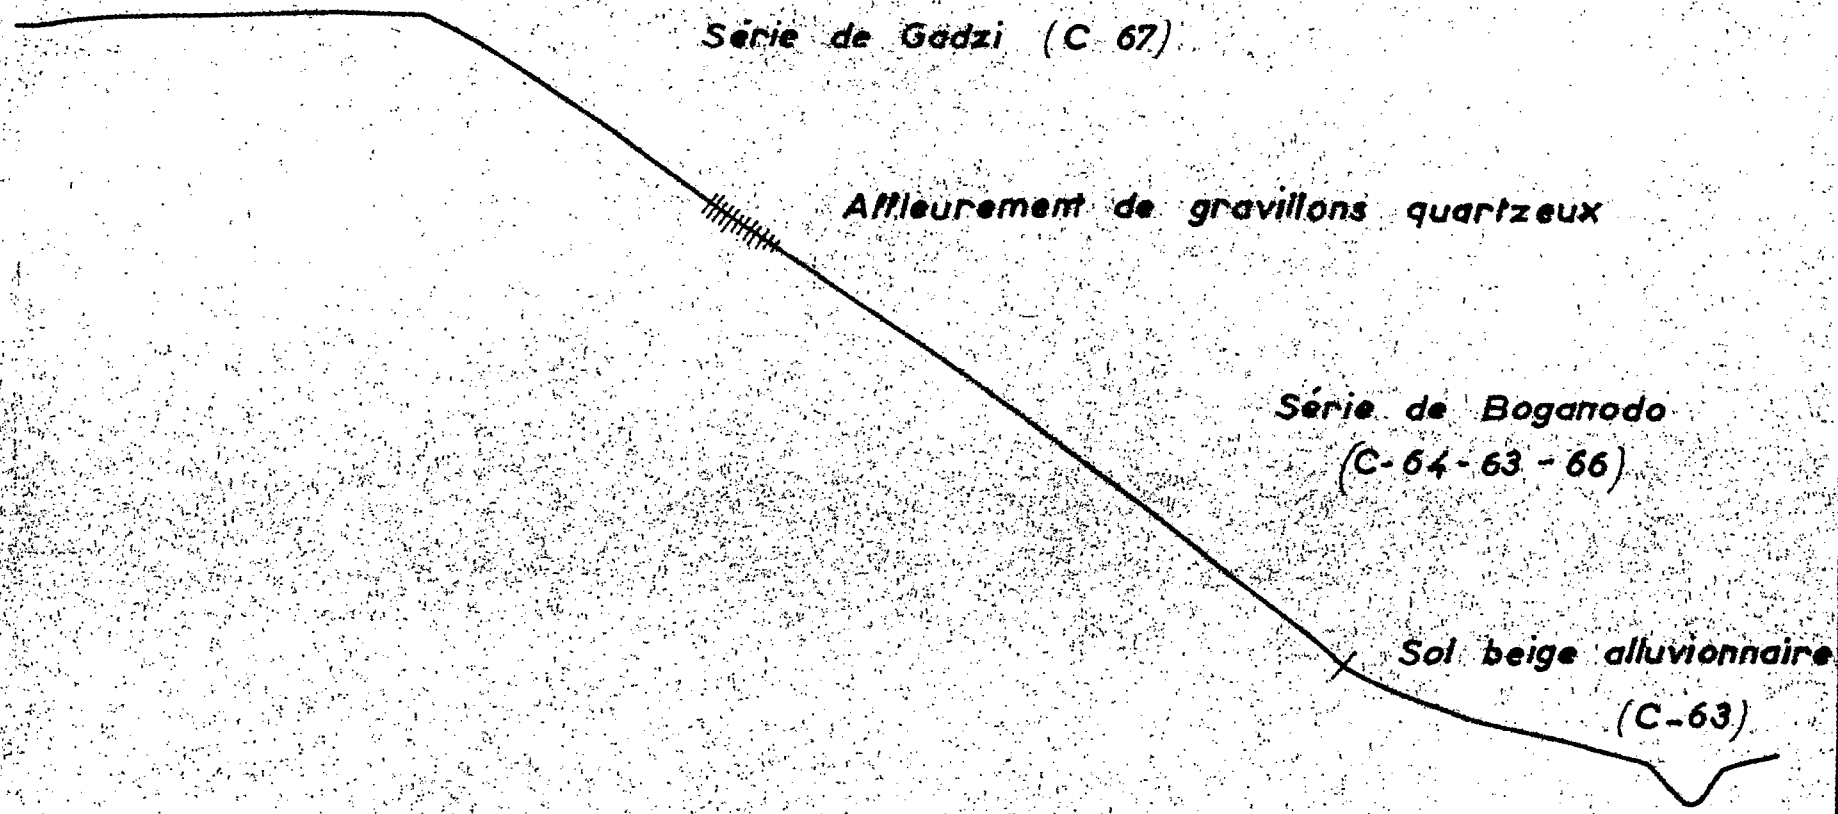 Série de Gadzi (C 67)
Affleurement de gravillons quartzeux
Série de Boganodo
(C-64-63-66)
Sol beige alluvionnaire
(C-63)